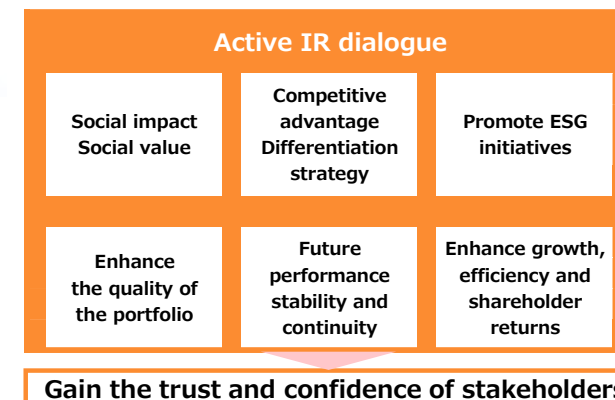 Active IR dialogue
Social impact
Social value
Competitive
advantage
Differentiation
strategy
Promote ESG
initiatives
Enhance
the quality of
the portfolio
Future
performance
stability and
continuity
Enhance growth,
efficiency and
shareholder
returns
Gain the trust and confidence of stakeholders